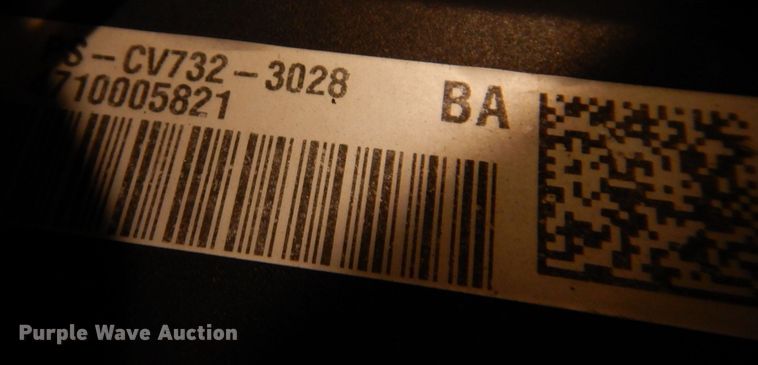 S-CV732-3028
710005821
BA
Purple Wave Auction